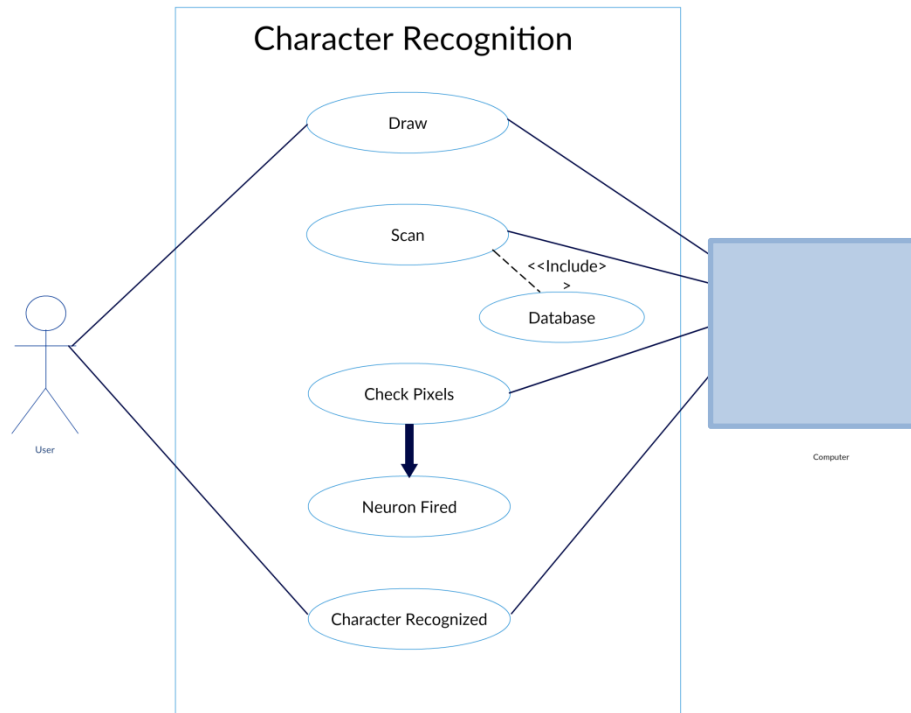 Character Recognition
Draw
Scan
<<Include>
>
Database
Check Pixels
User
Computer
Neuron Fired
Character Recognized